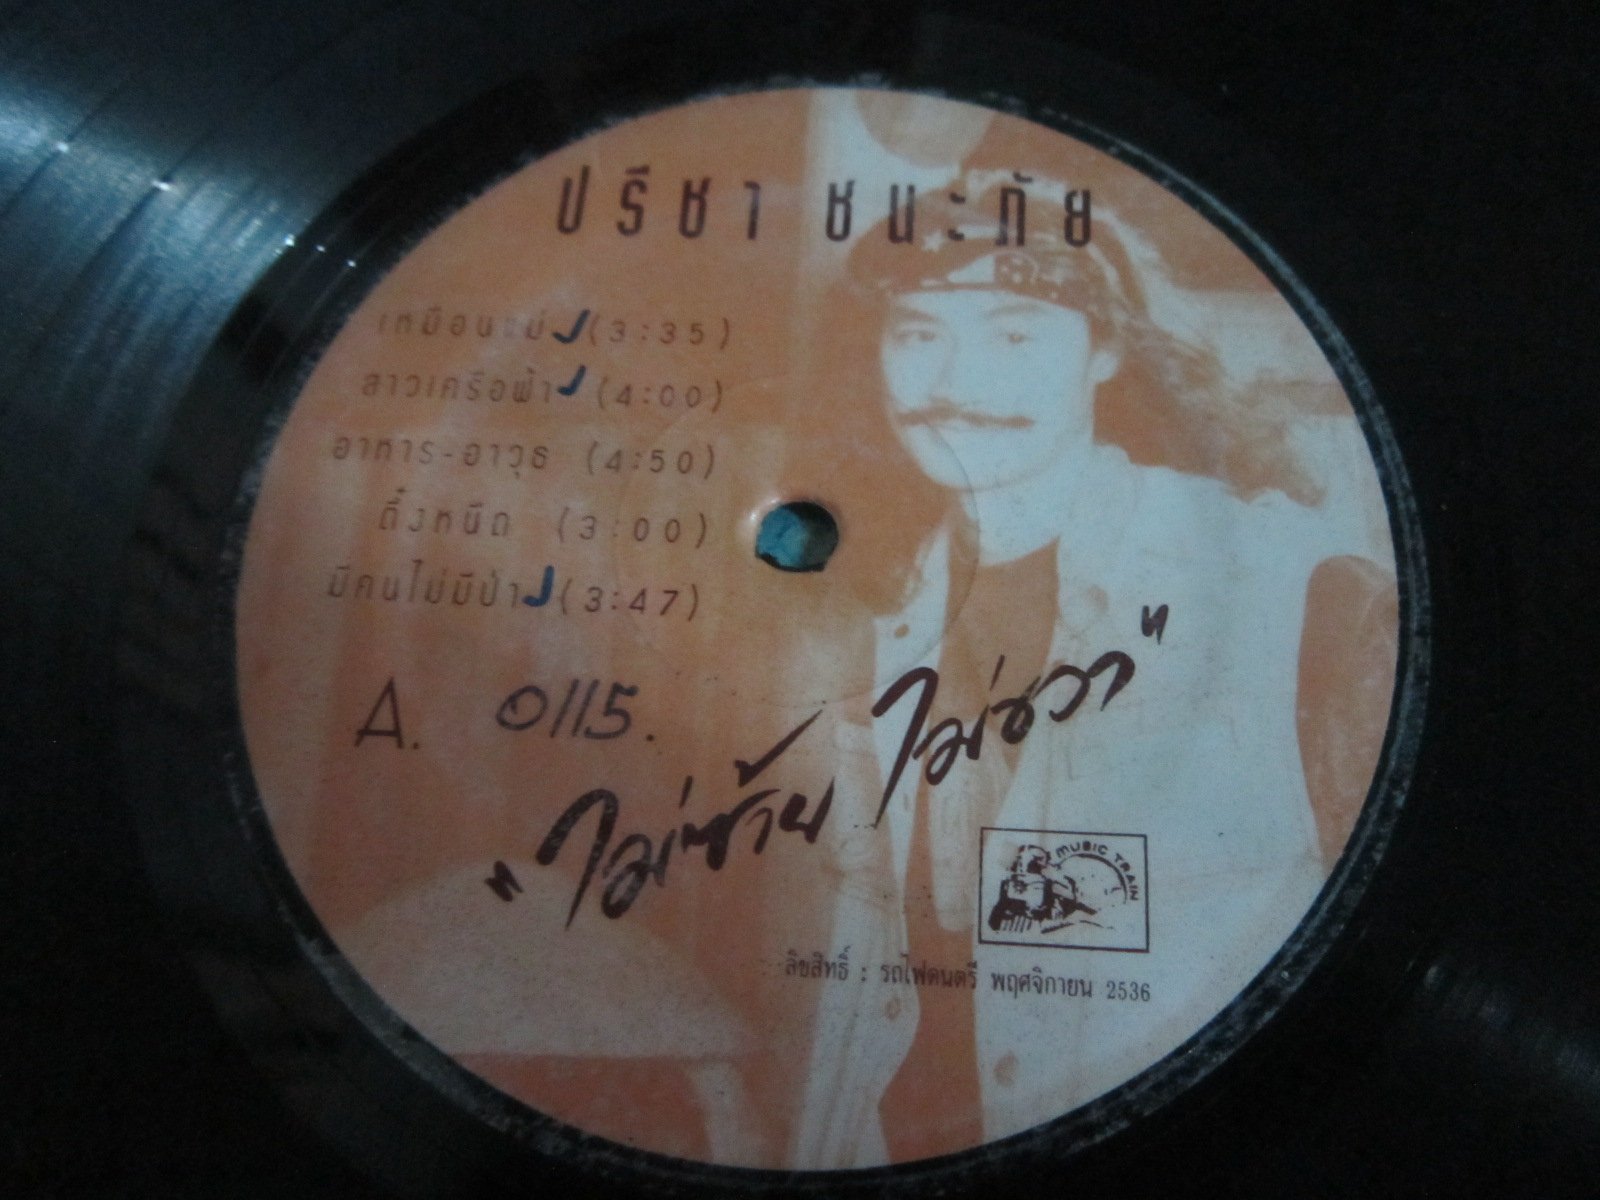 ปรีชา ชนะภัย
เหมือนแม่ (3:35)
ลาวเครือฟ้า (4:00)
อาหาร-อาวุธ (4:50)
ติ๋งหนืด (3:00)
มีคนไม่มีป่า (3:47)
A. 0115.
"ไม่ซ้าย ไม่ขวา"
MUSIC TRAIN
ลิขสิทธิ์ : รถไฟดนตรี พฤศจิกายน 2536